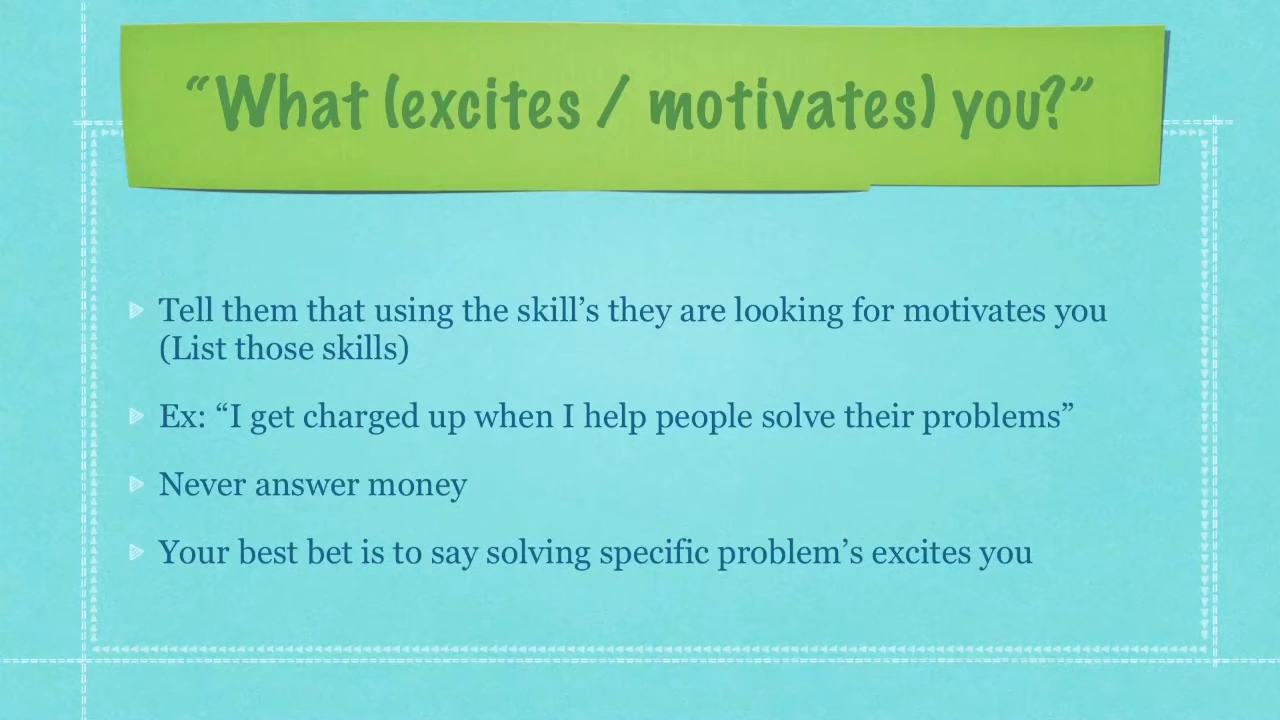 “What (excites / motivates) you?”
Tell them that using the skill’s they are looking for motivates you
(List those skills)
Ex: “I get charged up when I help people solve their problems”
Never answer money
Your best bet is to say solving specific problem’s excites you